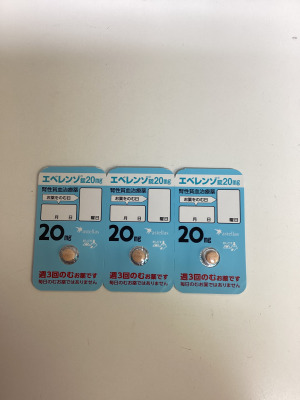 エベレンゾ錠20mg
腎性貧血治療薬
お薬をのむ日
月 日 曜日
20mg
astellas
週3回のむお薬です
毎日のむお薬ではありません
エベレンゾ錠20mg
腎性貧血治療薬
お薬をのむ日
月 日 曜日
20mg
astellas
週3回のむお薬です
毎日のむお薬ではありません
エベレンゾ錠20mg
腎性貧血治療薬
お薬をのむ日
月 日 曜日
20mg
astellas
週3回のむお薬です
毎日のむお薬ではありません